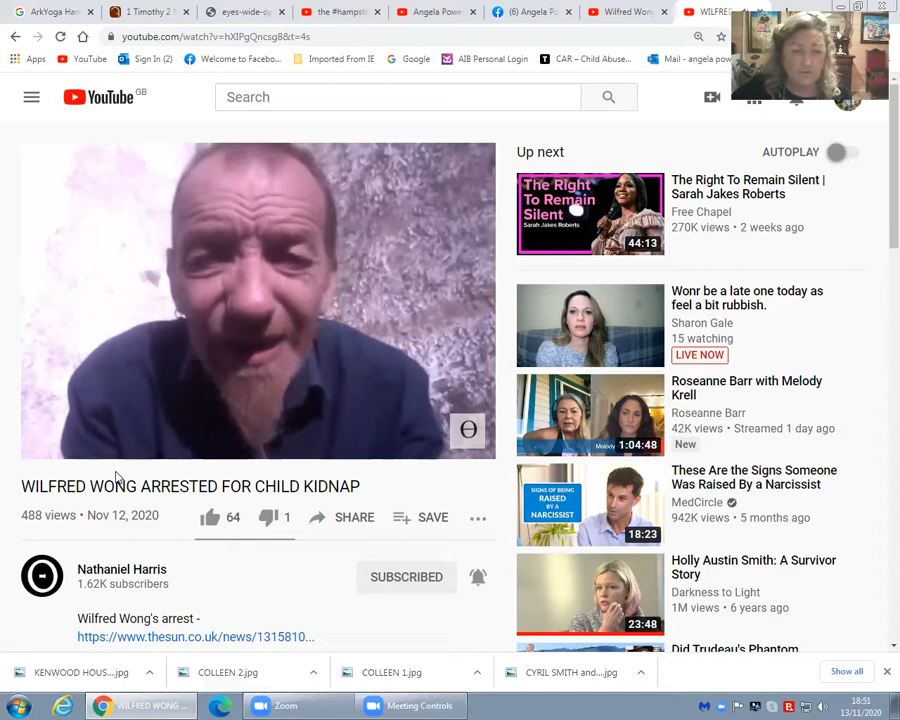 ArkYoga Han
1 Timothy 2 N
eyes-wide-op
the #hampst
Angela Powe
(6) Angela Po
Wilfred Wong
WILFRED
youtube.com/watch?v=hXIPgQncsg8&t=4s
Apps
YouTube
Sign In (2)
Welcome to Facebo...
Imported From IE
Google
AIB Personal Login
CAR – Child Abuse...
Mail - angela pow
YouTube GB
Search
Up next
AUTOPLAY
The Right To Remain Silent
Sarah Jakes Roberts
44:13
The Right To Remain Silent |
Sarah Jakes Roberts
Free Chapel
270K views • 2 weeks ago
Wonr be a late one today as
feel a bit rubbish.
Sharon Gale
15 watching
LIVE NOW
Melody
1:04:48
Roseanne Barr with Melody
Krell
Roseanne Barr
42K views • Streamed 1 day ago
New
SIGNS OF BEING
RAISED
BY A
NARCISSIST
18:23
These Are the Signs Someone
Was Raised By a Narcissist
MedCircle
942K views • 5 months ago
23:48
Holly Austin Smith: A Survivor
Story
Darkness to Light
1M views • 6 years ago
Did Trudeau's Phantom
WILFRED WONG ARRESTED FOR CHILD KIDNAP
488 views • Nov 12, 2020
64
1
SHARE
SAVE
Nathaniel Harris
1.62K subscribers
SUBSCRIBED
Wilfred Wong's arrest -
https://www.thesun.co.uk/news/1315810...
KENWOOD HOUS....jpg
COLLEEN 2.jpg
COLLEEN 1.jpg
CYRIL SMITH and....jpg
Show all
WILFRED WONG ...
Zoom
Meeting Controls
18:51
13/11/2020